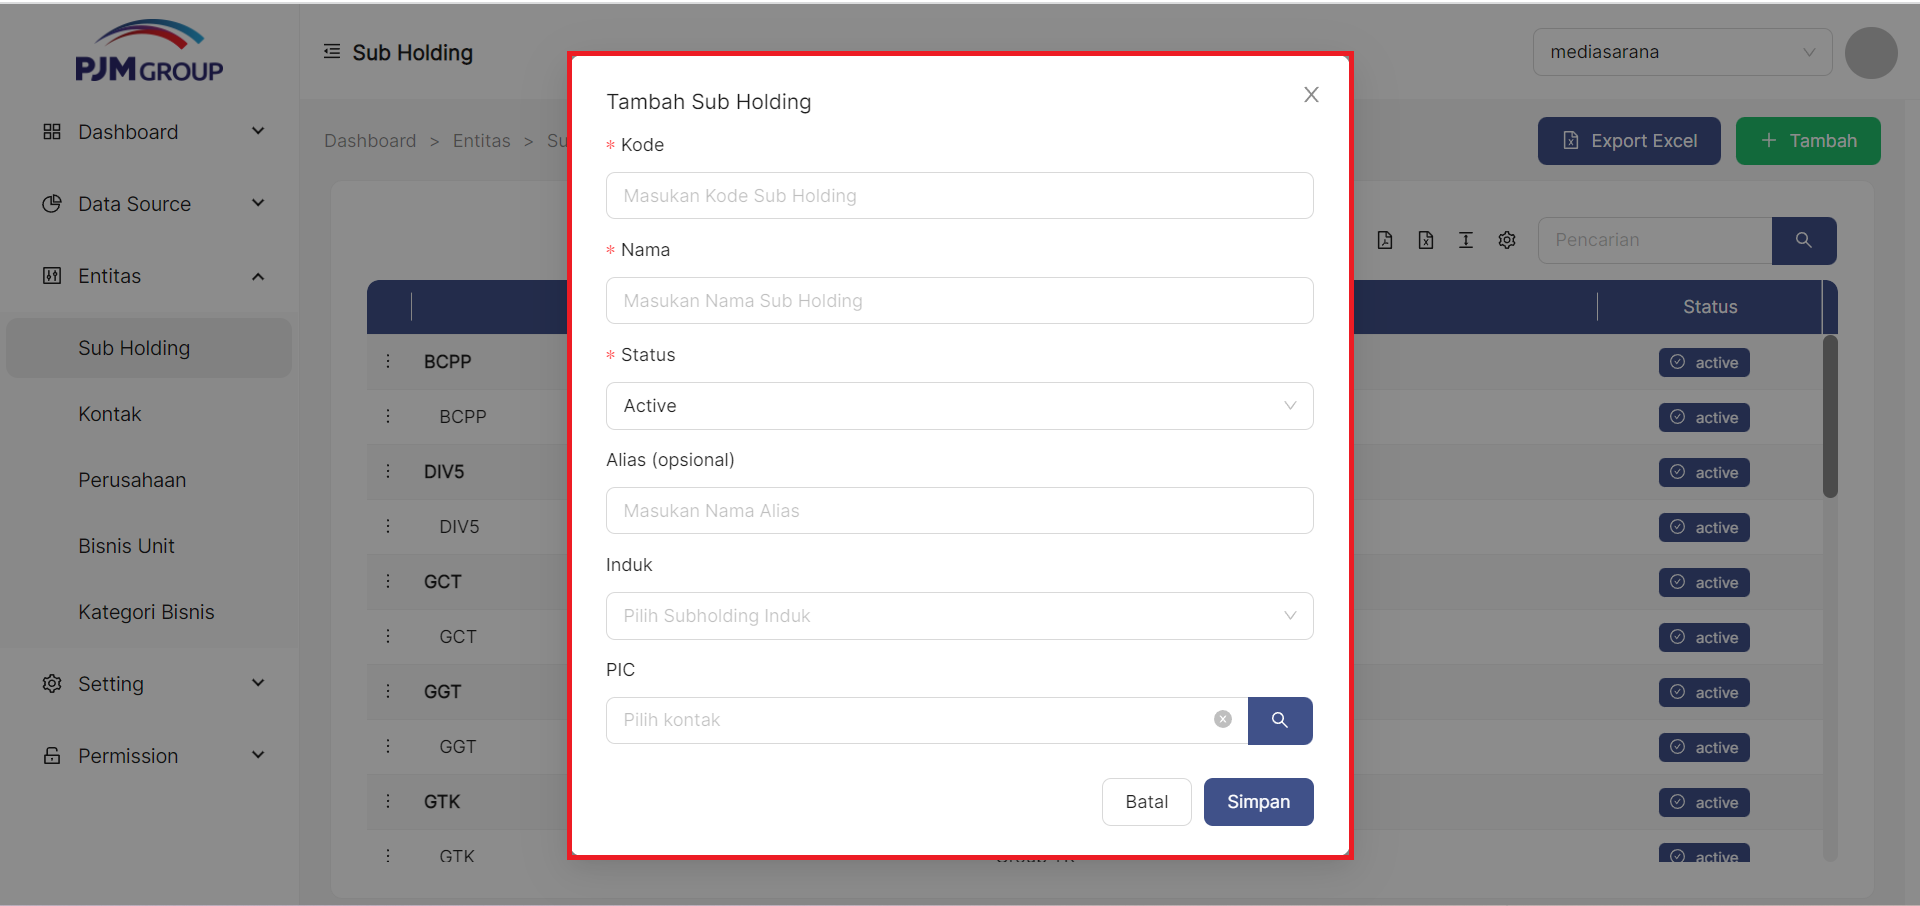 PJM GROUP
Dashboard
Data Source
Entitas
Sub Holding
Kontak
Perusahaan
Bisnis Unit
Kategori Bisnis
Setting
Permission
Sub Holding
mediasarana
Dashboard > Entitas > Su
Export Excel
+ Tambah
Pencarian
Status
BCPP active
BCPP active
DIV5 active
DIV5 active
GCT active
GCT active
GGT active
GGT active
GTK active
GTK active
Tambah Sub Holding
* Kode
Masukan Kode Sub Holding
* Nama
Masukan Nama Sub Holding
* Status
Active
Alias (opsional)
Masukan Nama Alias
Induk
Pilih Subholding Induk
PIC
Pilih kontak
Batal
Simpan